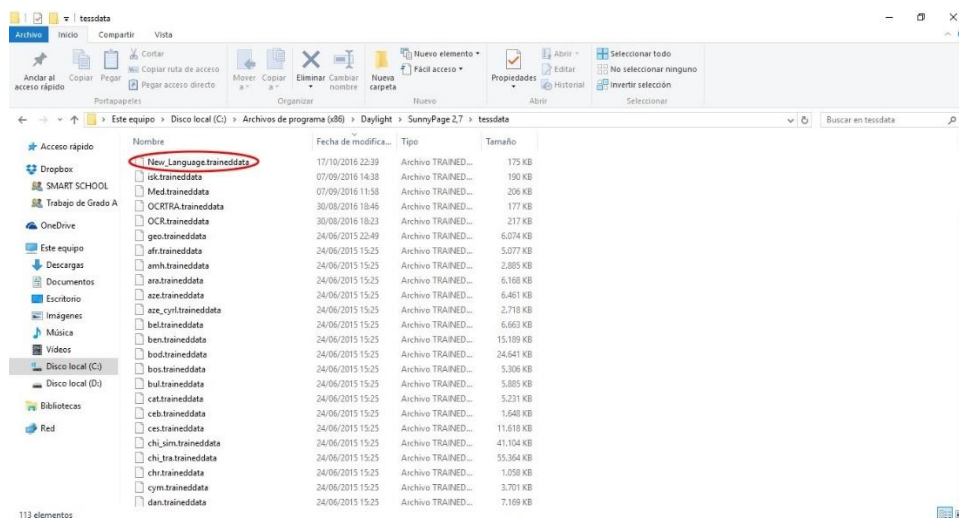 tessdata
Archivo Inicio Compartir Vista
Anclar al acceso rápido
Copiar
Pegar
Cortar
Copiar ruta de acceso
Pegar acceso directo
Mover a
Copiar a
Eliminar
Cambiar nombre
Nueva carpeta
Nuevo elemento
Fácil acceso
Propiedades
Abrir
Editar
Historial
Seleccionar todo
No seleccionar ninguno
Invertir selección
Portapapeles Organizar Nuevo Abrir Seleccionar
Este equipo > Disco local (C:) > Archivos de programa (x86) > Daylight > SunnyPage 2,7 > tessdata
Buscar en tessdata
Acceso rápido
Dropbox
SMART SCHOOL
Trabajo de Grado A
OneDrive
Este equipo
Descargas
Documentos
Escritorio
Imágenes
Música
Vídeos
Disco local (C:)
Disco local (D:)
Bibliotecas
Red
Nombre Fecha de modifica... Tipo Tamaño
New_Language.traineddata 17/10/2016 22:39 Archivo TRAINED... 175 KB
isk.traineddata 07/09/2016 14:38 Archivo TRAINED... 190 KB
Med.traineddata 07/09/2016 11:58 Archivo TRAINED... 206 KB
OCRTRA.traineddata 30/08/2016 18:46 Archivo TRAINED... 177 KB
OCR.traineddata 30/08/2016 18:23 Archivo TRAINED... 217 KB
geo.traineddata 24/06/2015 22:49 Archivo TRAINED... 6.074 KB
afr.traineddata 24/06/2015 15:25 Archivo TRAINED... 5.077 KB
amh.traineddata 24/06/2015 15:25 Archivo TRAINED... 2.885 KB
ara.traineddata 24/06/2015 15:25 Archivo TRAINED... 6.168 KB
aze.traineddata 24/06/2015 15:25 Archivo TRAINED... 6.461 KB
aze_cyrl.traineddata 24/06/2015 15:25 Archivo TRAINED... 2.718 KB
bel.traineddata 24/06/2015 15:25 Archivo TRAINED... 6.663 KB
ben.traineddata 24/06/2015 15:25 Archivo TRAINED... 15.189 KB
bod.traineddata 24/06/2015 15:25 Archivo TRAINED... 24.641 KB
bos.traineddata 24/06/2015 15:25 Archivo TRAINED... 5.306 KB
bul.traineddata 24/06/2015 15:25 Archivo TRAINED... 5.885 KB
cat.traineddata 24/06/2015 15:25 Archivo TRAINED... 5.231 KB
ceb.traineddata 24/06/2015 15:25 Archivo TRAINED... 1.648 KB
ces.traineddata 24/06/2015 15:25 Archivo TRAINED... 11.618 KB
chi_sim.traineddata 24/06/2015 15:25 Archivo TRAINED... 41.104 KB
chi_tra.traineddata 24/06/2015 15:25 Archivo TRAINED... 55.364 KB
chr.traineddata 24/06/2015 15:25 Archivo TRAINED... 1.058 KB
cym.traineddata 24/06/2015 15:25 Archivo TRAINED... 3.701 KB
dan.traineddata 24/06/2015 15:25 Archivo TRAINED... 7.169 KB
113 elementos